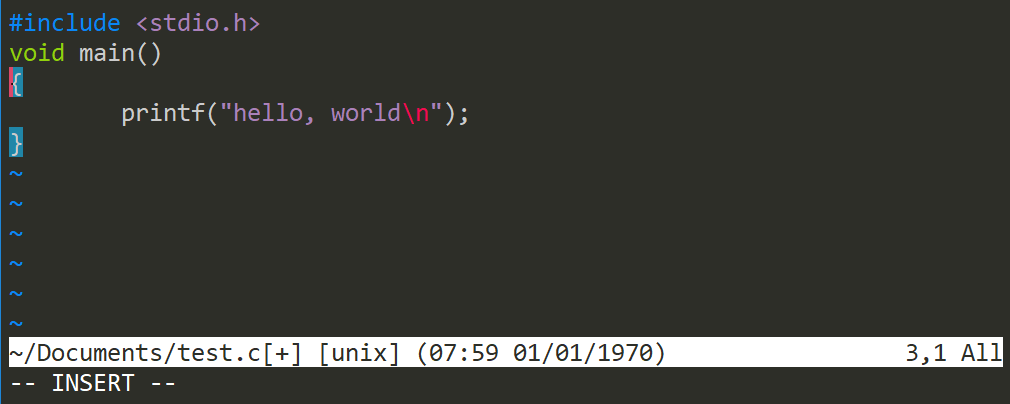 #include <stdio.h>
void main()
{
        printf("hello, world\n");
}
~
~
~
~
~
~
~/Documents/test.c[+] [unix] (07:59 01/01/1970) 3,1 All
-- INSERT --